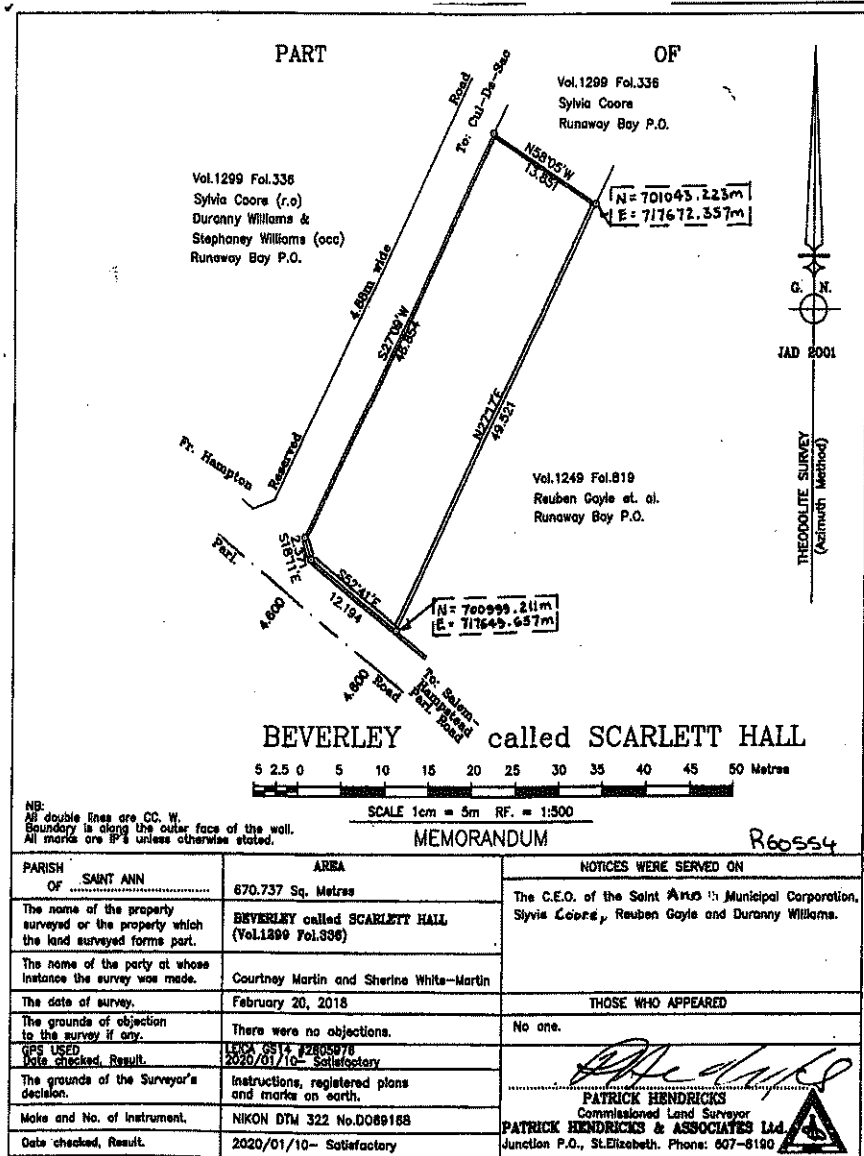 PART OF
Vol.1299 Fol.336
Sylvia Coore
Runaway Bay P.O.
Road
To: Cul-De-Sac
N58°05'W
13.831
N= 701043.223m
E= 717672.357m
Vol.1299 Fol.336
Sylvia Coore (r.o)
Duranny Williams &
Stephaney Williams (occ)
Runaway Bay P.O.
4.88m wide
S27°09'W
48.854
G. N.
JAD 2001
N27°17'E
49.521
THEODOLITE SURVEY
(Azimuth Method)
Fr. Hampton
Reserved
Vol.1249 Fol.819
Reuben Gayle et. al.
Runaway Bay P.O.
2.371
S18°11'E
Parl.
S52°41'E
12.194
N= 700999.211m
E= 717649.657m
4.600
4.600
Road
To: Salem-
Hampstead
Parl. Road
BEVERLEY called SCARLETT HALL
5 2.5 0 5 10 15 20 25 30 35 40 45 50 Metres
SCALE 1cm = 5m RF. = 1:500
NB:
All double lines are CC. W.
Boundary is along the outer face of the wall.
All marks are IP's unless otherwise stated.
MEMORANDUM
R60554
PARISH OF SAINT ANN
AREA
670.737 Sq. Metres
NOTICES WERE SERVED ON
The C.E.O. of the Saint Ann Municipal Corporation,
Slyvia Coore, Reuben Gayle and Duranny Williams.
The name of the property
surveyed or the property which
the land surveyed forms part.
BEVERLEY called SCARLETT HALL
(Vol.1299 Fol.336)
The name of the party at whose
instance the survey was made.
Courtney Martin and Sherine White-Martin
The date of survey.
February 20, 2018
THOSE WHO APPEARED
No one.
The grounds of objection
to the survey if any.
There were no objections.
GPS USED
Date checked, Result.
LEICA GS14 #2805978
2020/01/10- Satisfactory
The grounds of the Surveyor's
decision.
Instructions, registered plans
and marks on earth.
Make and No. of Instrument.
NIKON DTM 322 No.D069168
Date checked, Result.
2020/01/10- Satisfactory
PATRICK HENDRICKS
Commissioned Land Surveyor
PATRICK HENDRICKS & ASSOCIATES Ltd.
Junction P.O., St.Elizabeth. Phone: 607-6190